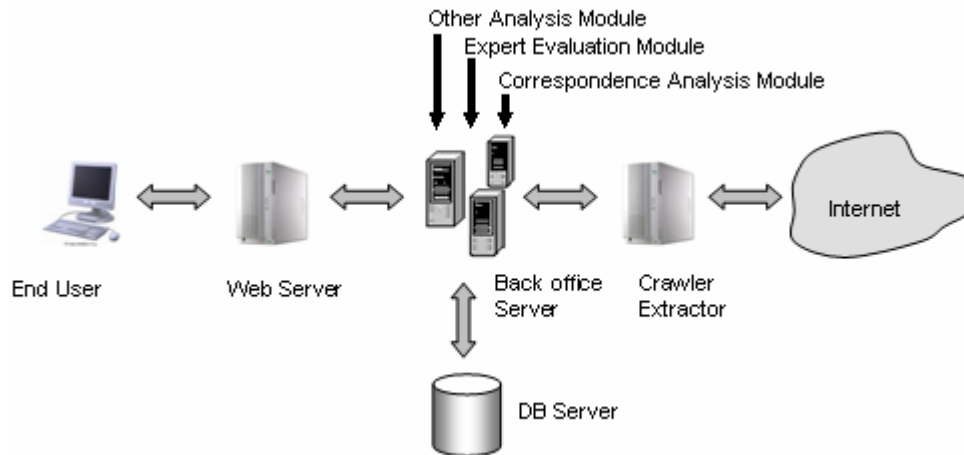 Other Analysis Module
Expert Evaluation Module
Correspondence Analysis Module
Internet
End User
Web Server
Back office
Server
Crawler
Extractor
DB Server